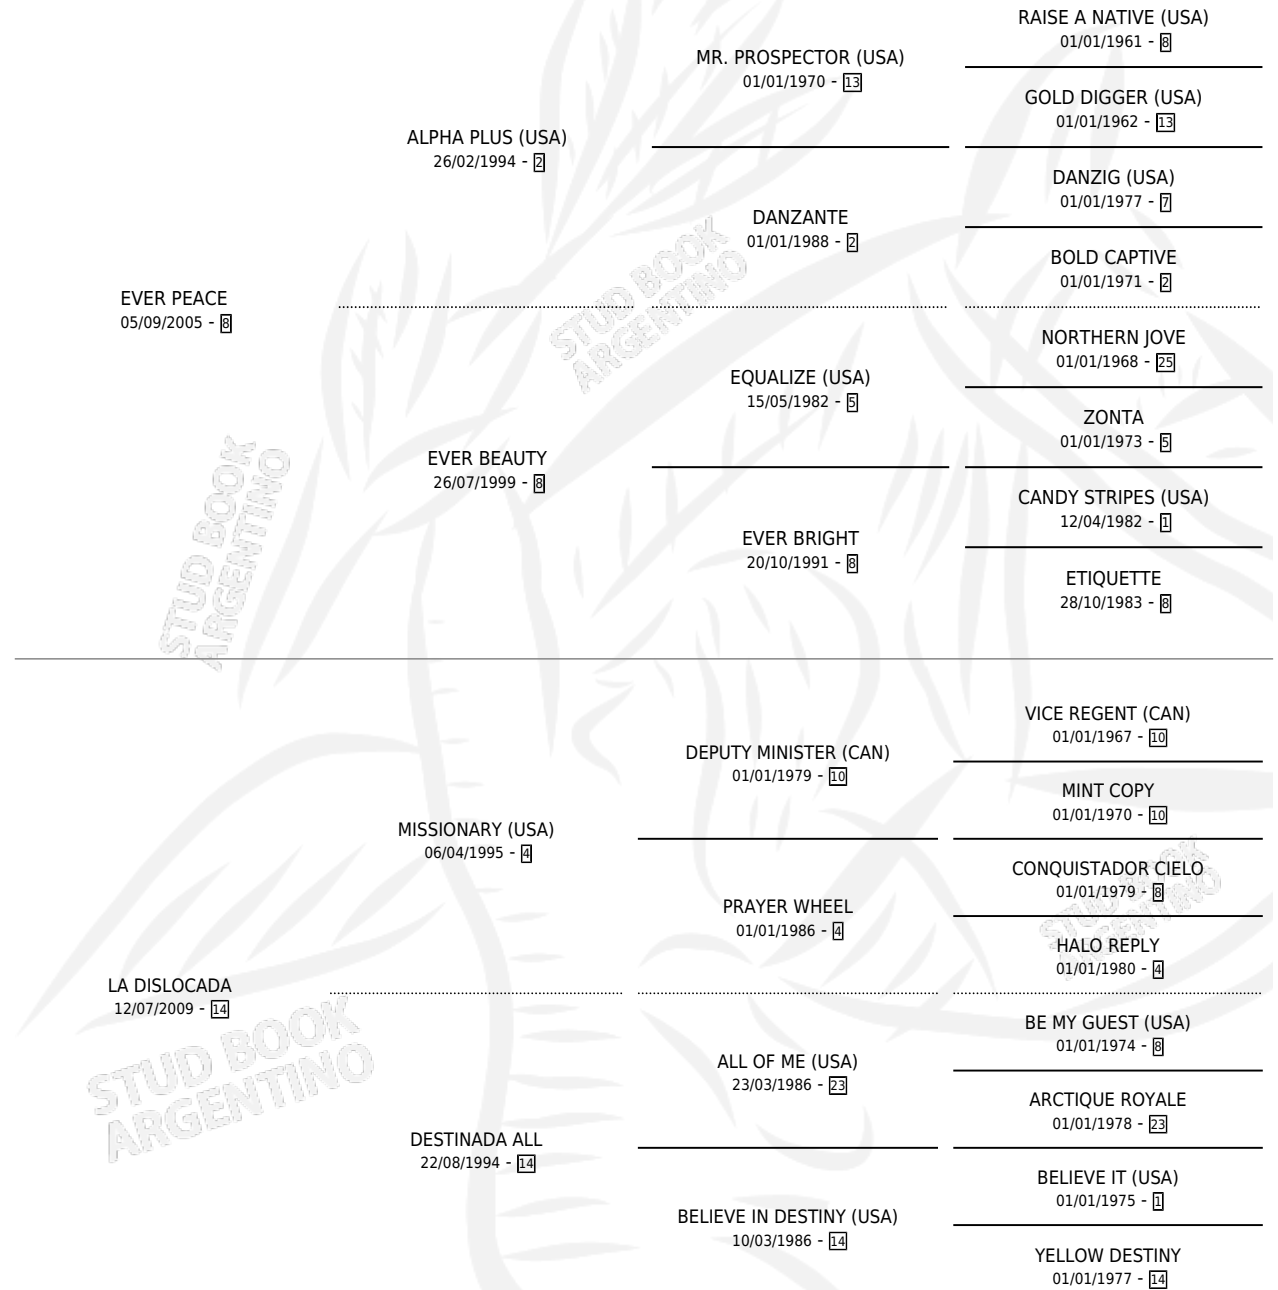 RAISE A NATIVE (USA)
01/01/1961 - 8
MR. PROSPECTOR (USA)
01/01/1970 - 13
GOLD DIGGER (USA)
01/01/1962 - 13
ALPHA PLUS (USA)
26/02/1994 - 2
DANZIG (USA)
01/01/1977 - 7
DANZANTE
01/01/1988 - 2
BOLD CAPTIVE
01/01/1971 - 2
EVER PEACE
05/09/2005 - 8
NORTHERN JOVE
01/01/1968 - 25
EQUALIZE (USA)
15/05/1982 - 5
ZONTA
01/01/1973 - 5
EVER BEAUTY
26/07/1999 - 8
CANDY STRIPES (USA)
12/04/1982 - 1
EVER BRIGHT
20/10/1991 - 8
ETIQUETTE
28/10/1983 - 8
STUD BOOK
ARGENTINO
STUD BOOK
ARGENTINO
VICE REGENT (CAN)
01/01/1967 - 10
DEPUTY MINISTER (CAN)
01/01/1979 - 10
MINT COPY
01/01/1970 - 10
MISSIONARY (USA)
06/04/1995 - 4
CONQUISTADOR CIELO
01/01/1979 - 8
PRAYER WHEEL
01/01/1986 - 4
HALO REPLY
01/01/1980 - 4
LA DISLOCADA
12/07/2009 - 14
BE MY GUEST (USA)
01/01/1974 - 8
ALL OF ME (USA)
23/03/1986 - 23
ARCTIQUE ROYALE
01/01/1978 - 23
DESTINADA ALL
22/08/1994 - 14
BELIEVE IT (USA)
01/01/1975 - 1
BELIEVE IN DESTINY (USA)
10/03/1986 - 14
YELLOW DESTINY
01/01/1977 - 14
STUD BOOK
ARGENTINO
STUD BOOK
ARGENTINO